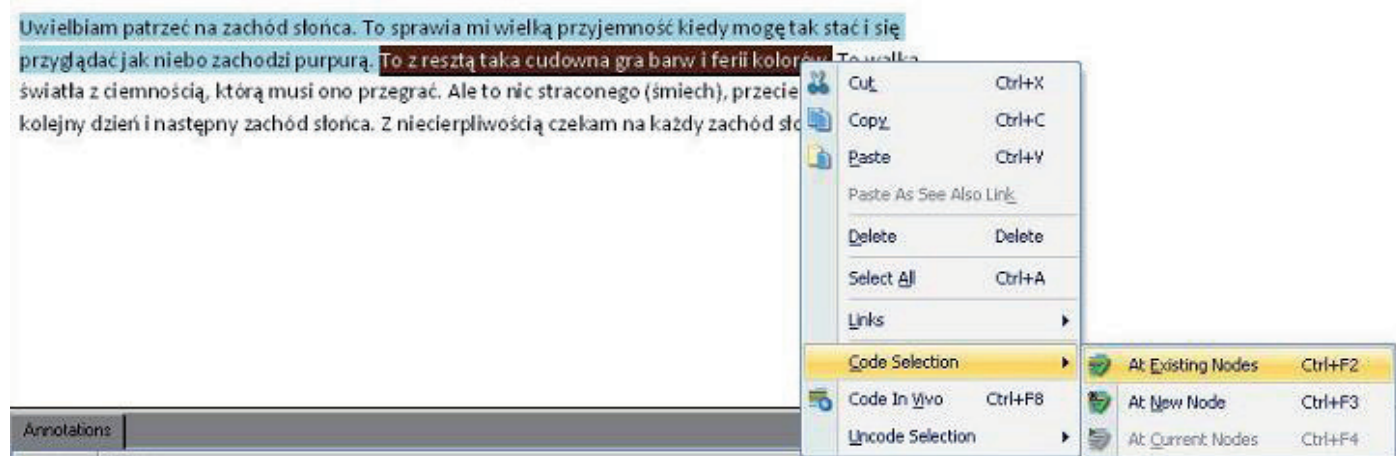 Uwielbiam patrzeć na zachód słońca. To sprawia mi wielką przyjemność kiedy mogę tak stać i się
przyglądać jak niebo zachodzi purpurą. To z resztą taka cudowna gra barw i ferii kolorów. To walka
światła z ciemnością, którą musi ono przegrać. Ale to nic straconego (śmiech),
kolejny dzień i następny zachód słońca. Z niecierpliwością czekam na każdy zachód
Cut Ctrl+X
Copy Ctrl+C
Paste Ctrl+V
Paste As See Also Link
Delete Delete
Select All Ctrl+A
Links
Code Selection
At Existing Nodes Ctrl+F2
Code In Vivo Ctrl+F8
At New Node Ctrl+F3
Uncode Selection
At Current Nodes Ctrl+F4
Annotations